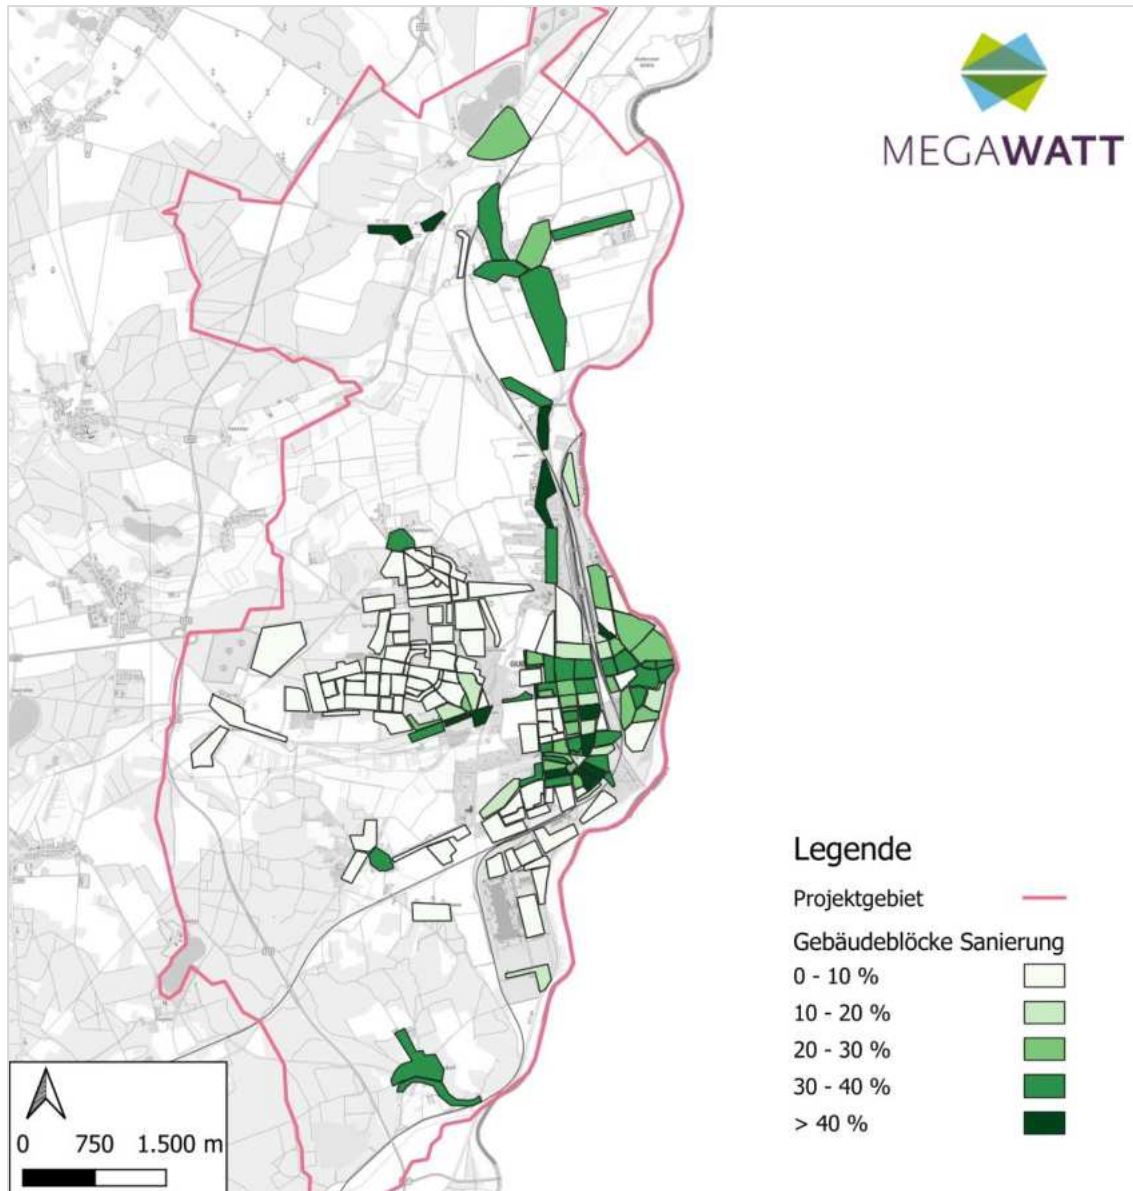 MEGAWATT
Legende
Projektgebiet
Gebäudeblöcke Sanierung
0 - 10 %
10 - 20 %
20 - 30 %
30 - 40 %
> 40 %
0 750 1.500 m